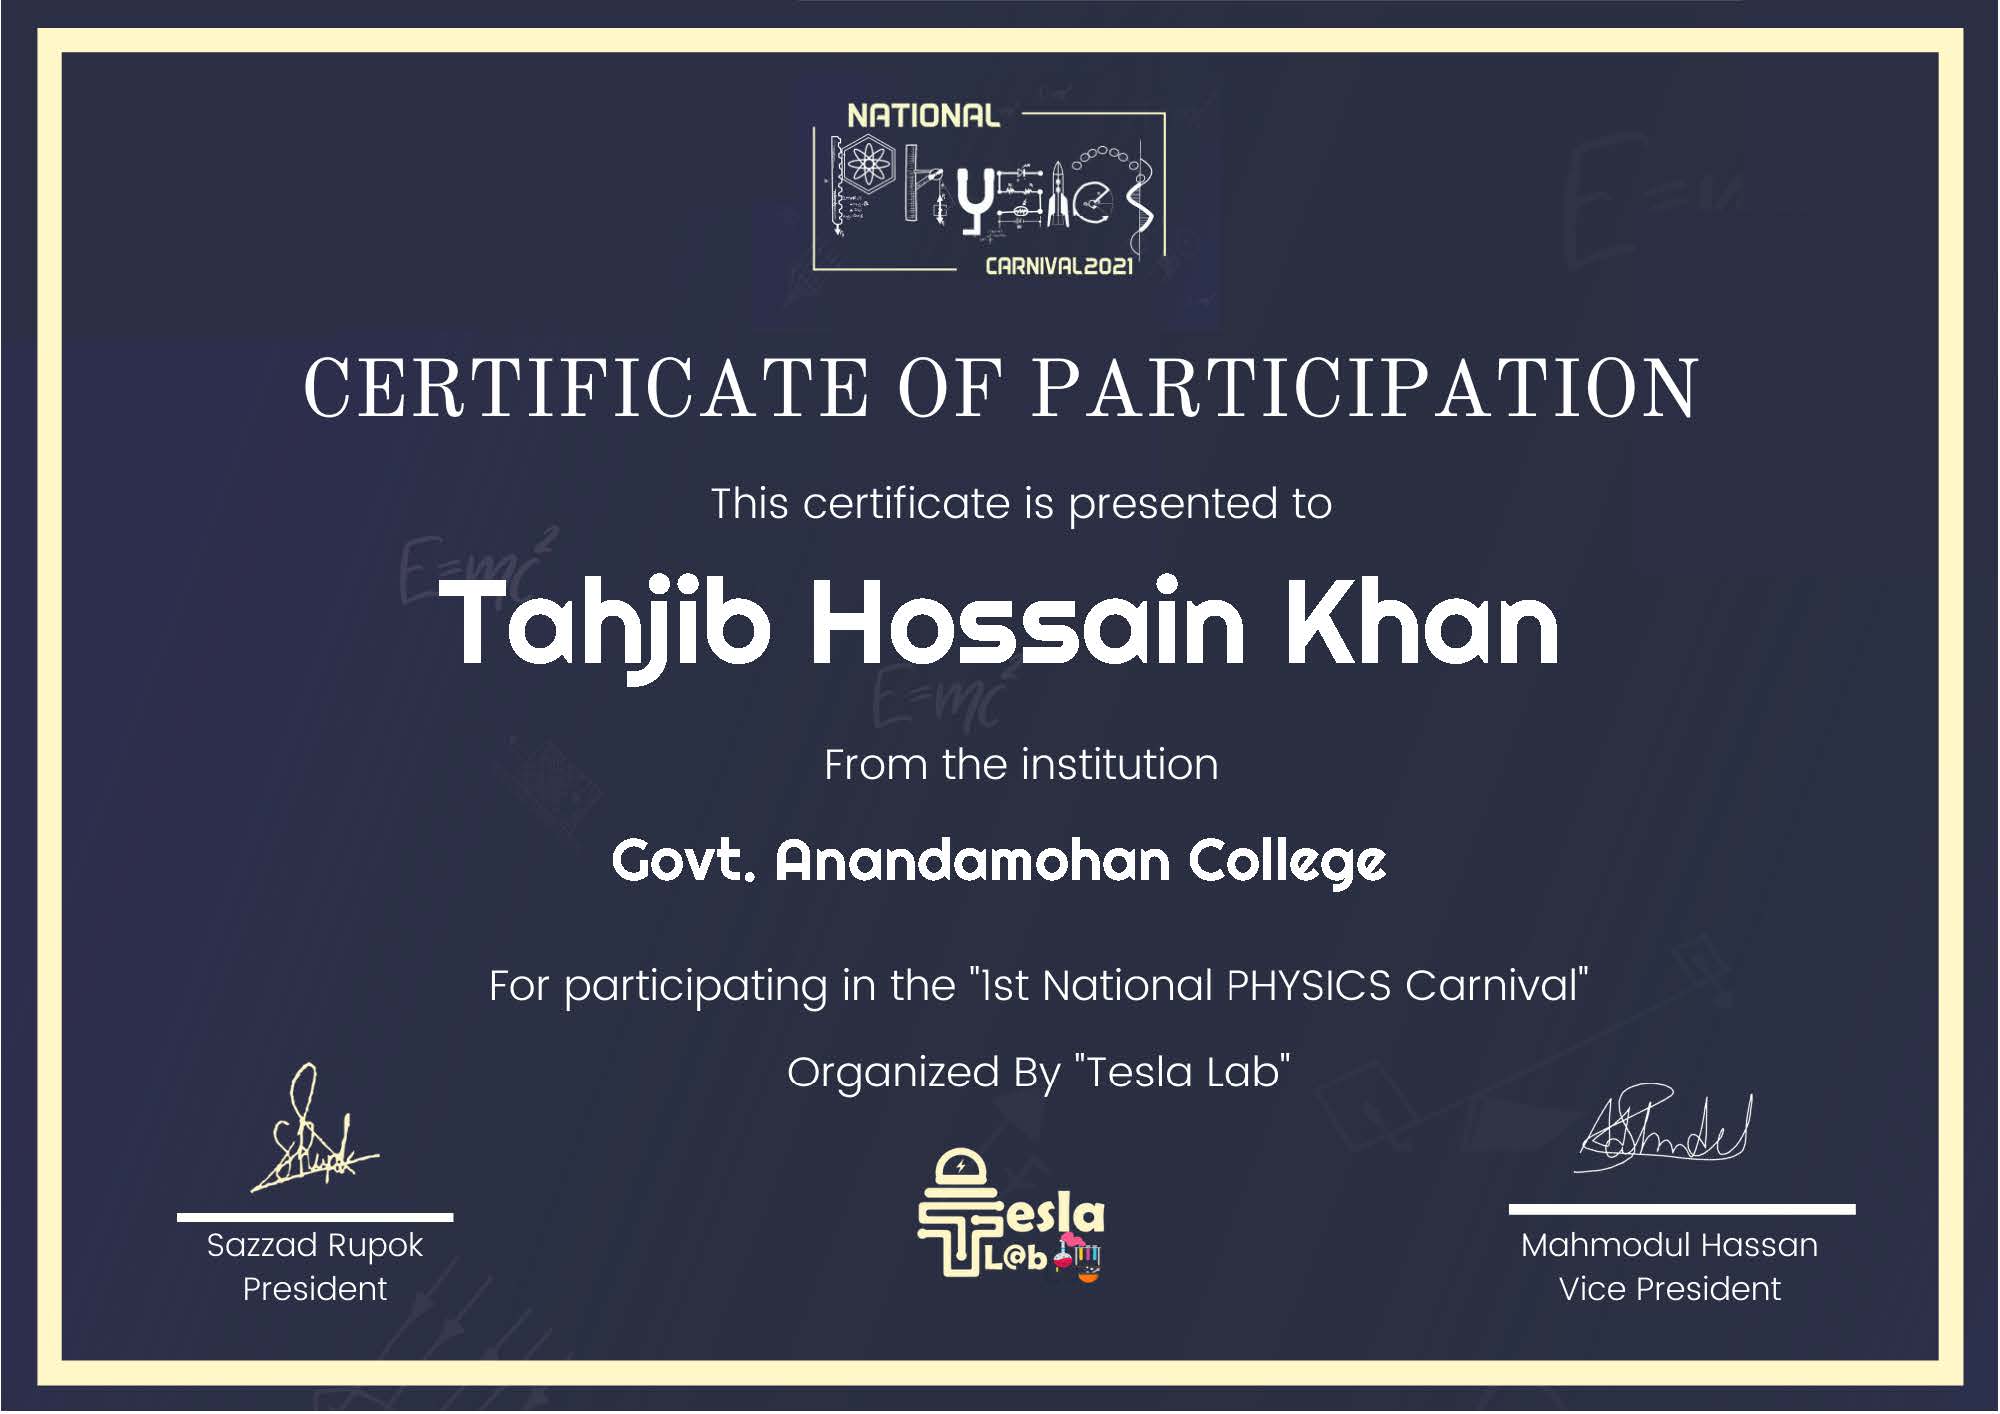 NATIONAL
Physics
CARNIVAL2021
CERTIFICATE OF PARTICIPATION
This certificate is presented to
E=mc²
Tahjib Hossain Khan
E=mc²
From the institution
Govt. Anandamohan College
For participating in the "1st National PHYSICS Carnival"
Organized By "Tesla Lab"
Tesla
L@b
Sazzad Rupok
President
Mahmodul Hassan
Vice President